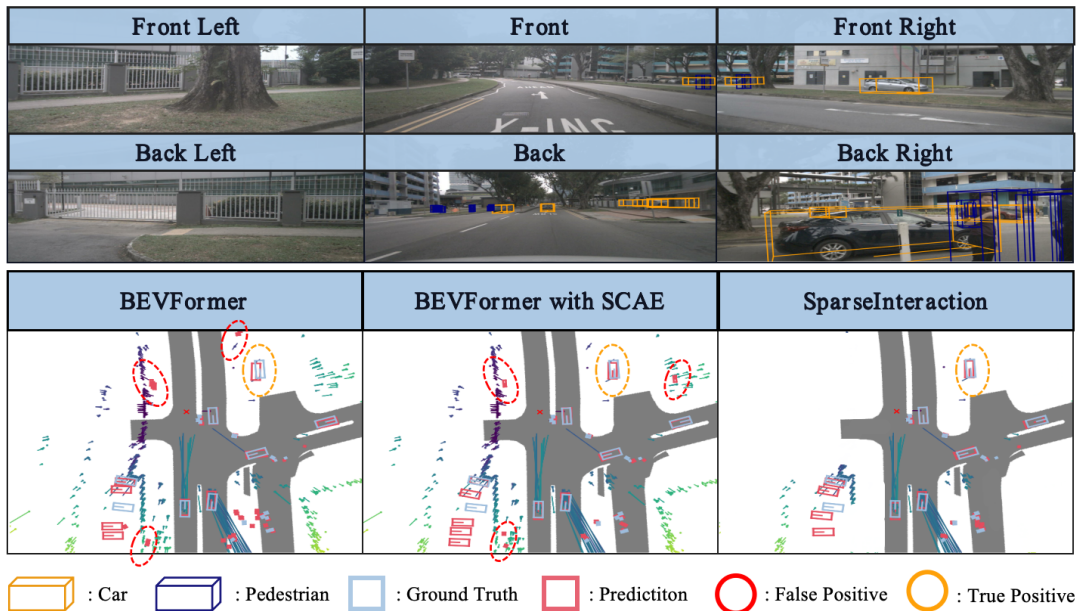 Front Left
Front
Front Right
Back Left
Back
Back Right
BEVFormer
BEVFormer with SCAE
SparseInteraction
: Car
: Pedestrian
: Ground Truth
: Predicititon
: False Positive
: True Positive